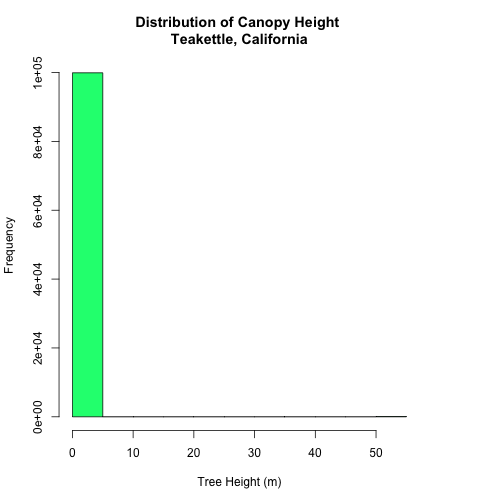 Distribution of Canopy Height
Teakettle, California
1e+05
8e+04
6e+04
4e+04
2e+04
0e+00
Frequency
0 10 20 30 40 50
Tree Height (m)